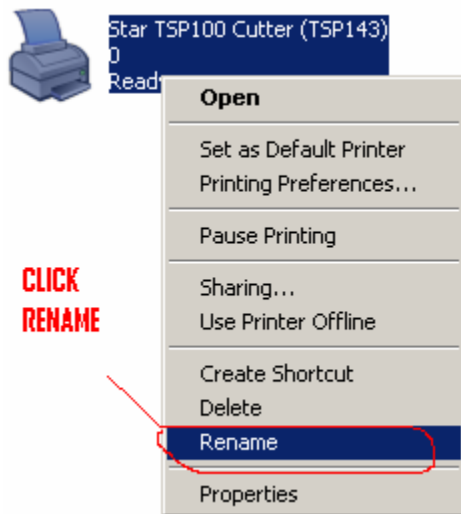 Star TSP100 Cutter (TSP143)
0
Ready
Open
Set as Default Printer
Printing Preferences...
Pause Printing
Sharing...
Use Printer Offline
CLICK
RENAME
Create Shortcut
Delete
Rename
Properties